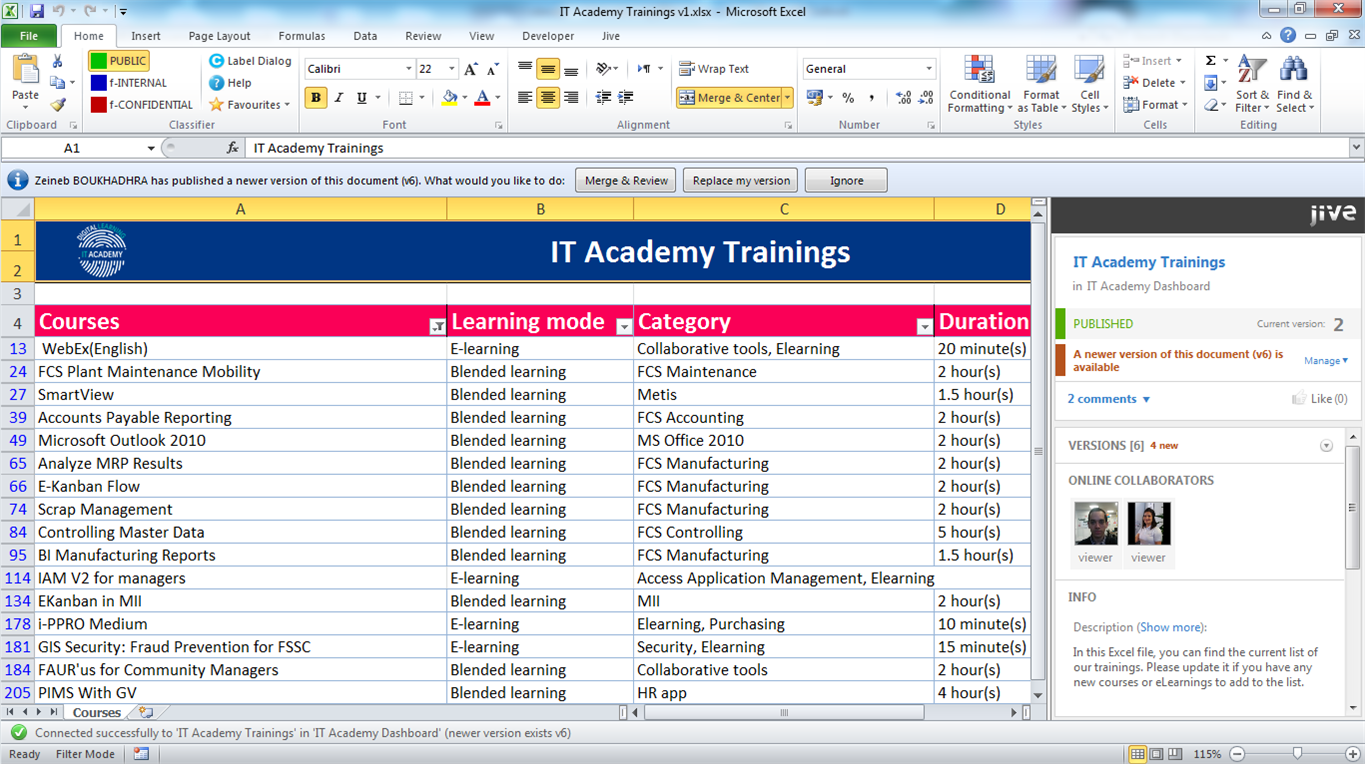 IT Academy Trainings v1.xlsx - Microsoft Excel
File Home Insert Page Layout Formulas Data Review View Developer Jive
Paste
PUBLIC
f-INTERNAL
f-CONFIDENTIAL
Label Dialog
Help
Favourites
Calibri 22
B I U
Wrap Text
Merge & Center
General
%
Conditional Formatting
Format as Table
Cell Styles
Insert
Delete
Format
Sort & Filter
Find & Select
Clipboard Classifier Font Alignment Number Styles Cells Editing
A1 fx IT Academy Trainings
Zeineb BOUKHADHRA has published a newer version of this document (v6). What would you like to do: Merge & Review Replace my version Ignore
A B C D
1
2
DIGITAL LEARNING
IT ACADEMY
IT Academy Trainings
3
4 Courses Learning mode Category Duration
13 WebEx(English) E-learning Collaborative tools, Elearning 20 minute(s)
24 FCS Plant Maintenance Mobility Blended learning FCS Maintenance 2 hour(s)
27 SmartView Blended learning Metis 1.5 hour(s)
39 Accounts Payable Reporting Blended learning FCS Accounting 2 hour(s)
49 Microsoft Outlook 2010 Blended learning MS Office 2010 2 hour(s)
65 Analyze MRP Results Blended learning FCS Manufacturing 2 hour(s)
66 E-Kanban Flow Blended learning FCS Manufacturing 2 hour(s)
74 Scrap Management Blended learning FCS Manufacturing 2 hour(s)
84 Controlling Master Data Blended learning FCS Controlling 5 hour(s)
95 BI Manufacturing Reports Blended learning FCS Manufacturing 1.5 hour(s)
114 IAM V2 for managers E-learning Access Application Management, Elearning
134 EKanban in MII Blended learning MII 2 hour(s)
178 i-PPRO Medium E-learning Elearning, Purchasing 10 minute(s)
181 GIS Security: Fraud Prevention for FSSC E-learning Security, Elearning 15 minute(s)
184 FAUR'us for Community Managers Blended learning Collaborative tools 2 hour(s)
205 PIMS With GV Blended learning HR app 4 hour(s)
Courses
jive
IT Academy Trainings
in IT Academy Dashboard
PUBLISHED Current version: 2
A newer version of this document (v6) is
available
Manage
2 comments Like (0)
VERSIONS [6] 4 new
ONLINE COLLABORATORS
viewer viewer
INFO
Description (Show more):
In this Excel file, you can find the current list of
our trainings. Please update it if you have any
new courses or eLearnings to add to the list.
Connected successfully to 'IT Academy Trainings' in 'IT Academy Dashboard' (newer version exists v6)
Ready Filter Mode 115%